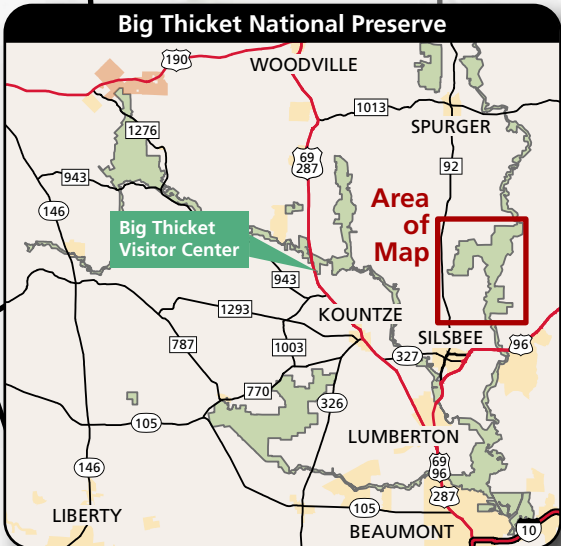 Big Thicket National Preserve
190
WOODVILLE
1013
SPURGER
1276
69
287
92
943
146
Area
of
Map
Big Thicket
Visitor Center
943
1293
KOUNTZE
SILSBEE
96
787
1003
327
770
326
105
LUMBERTON
69
96
146
287
105
LIBERTY
BEAUMONT
10